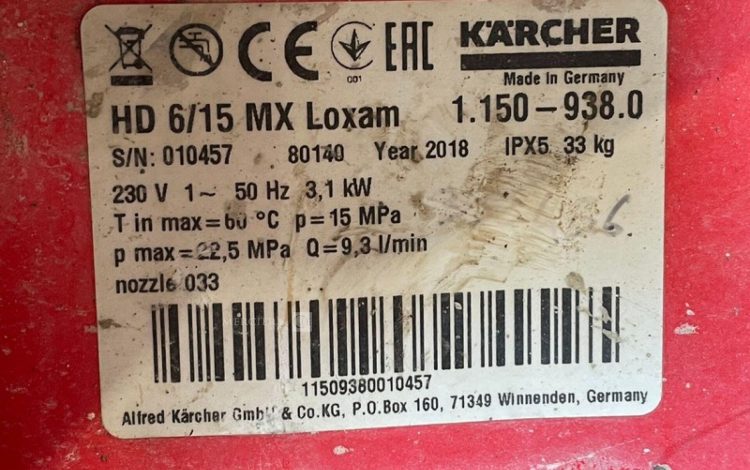 CE EAC KÄRCHER
001
Made in Germany
HD 6/15 MX Loxam 1.150-938.0
S/N: 010457 80140 Year 2018 IPX5 33 kg
230 V 1~ 50 Hz 3,1 kW
T in max=60 °C p=15 MPa
p max=22,5 MPa Q=9,3 l/min
nozzle 033
11509380010457
Alfred Kärcher GmbH & Co.KG, P.O.Box 160, 71349 Winnenden, Germany